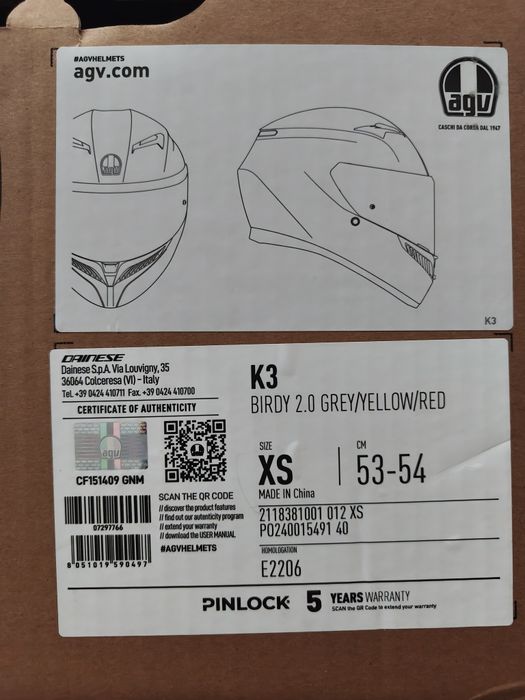 #AGVHELMETS
agv.com
agv
CASCHI DA CORSA DAL 1947
K3
DAINESE
Dainese S.p.A. Via Louvigny, 35
36064 Colceresa (VI) - Italy
Tel. +39 0424 410711 Fax. +39 0424 410700
CERTIFICATE OF AUTHENTICITY
agv
CF151409 GNM
07297766
8051019590497
SCAN THE QR CODE
// discover the product features
// find out our autenticity program
// extend your warranty
// download the USER MANUAL
#AGVHELMETS
K3
BIRDY 2.0 GREY/YELLOW/RED
SIZE
XS
CM
53-54
MADE IN China
2118381001 012 XS
PO240015491 40
HOMOLOGATION
E2206
PINLOCK® 5 YEARS WARRANTY
SCAN the QR Code to extend your warranty